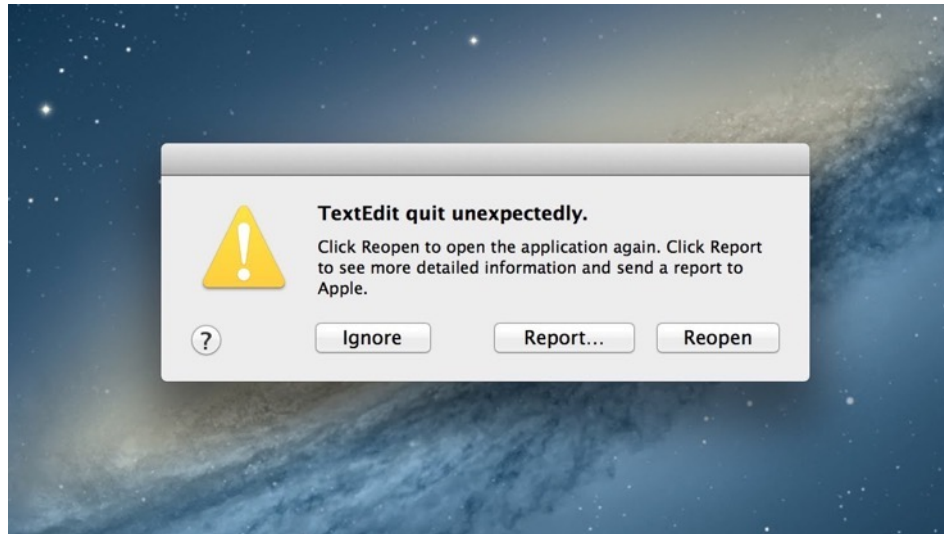 TextEdit quit unexpectedly.
Click Reopen to open the application again. Click Report
to see more detailed information and send a report to
Apple.
? Ignore Report... Reopen